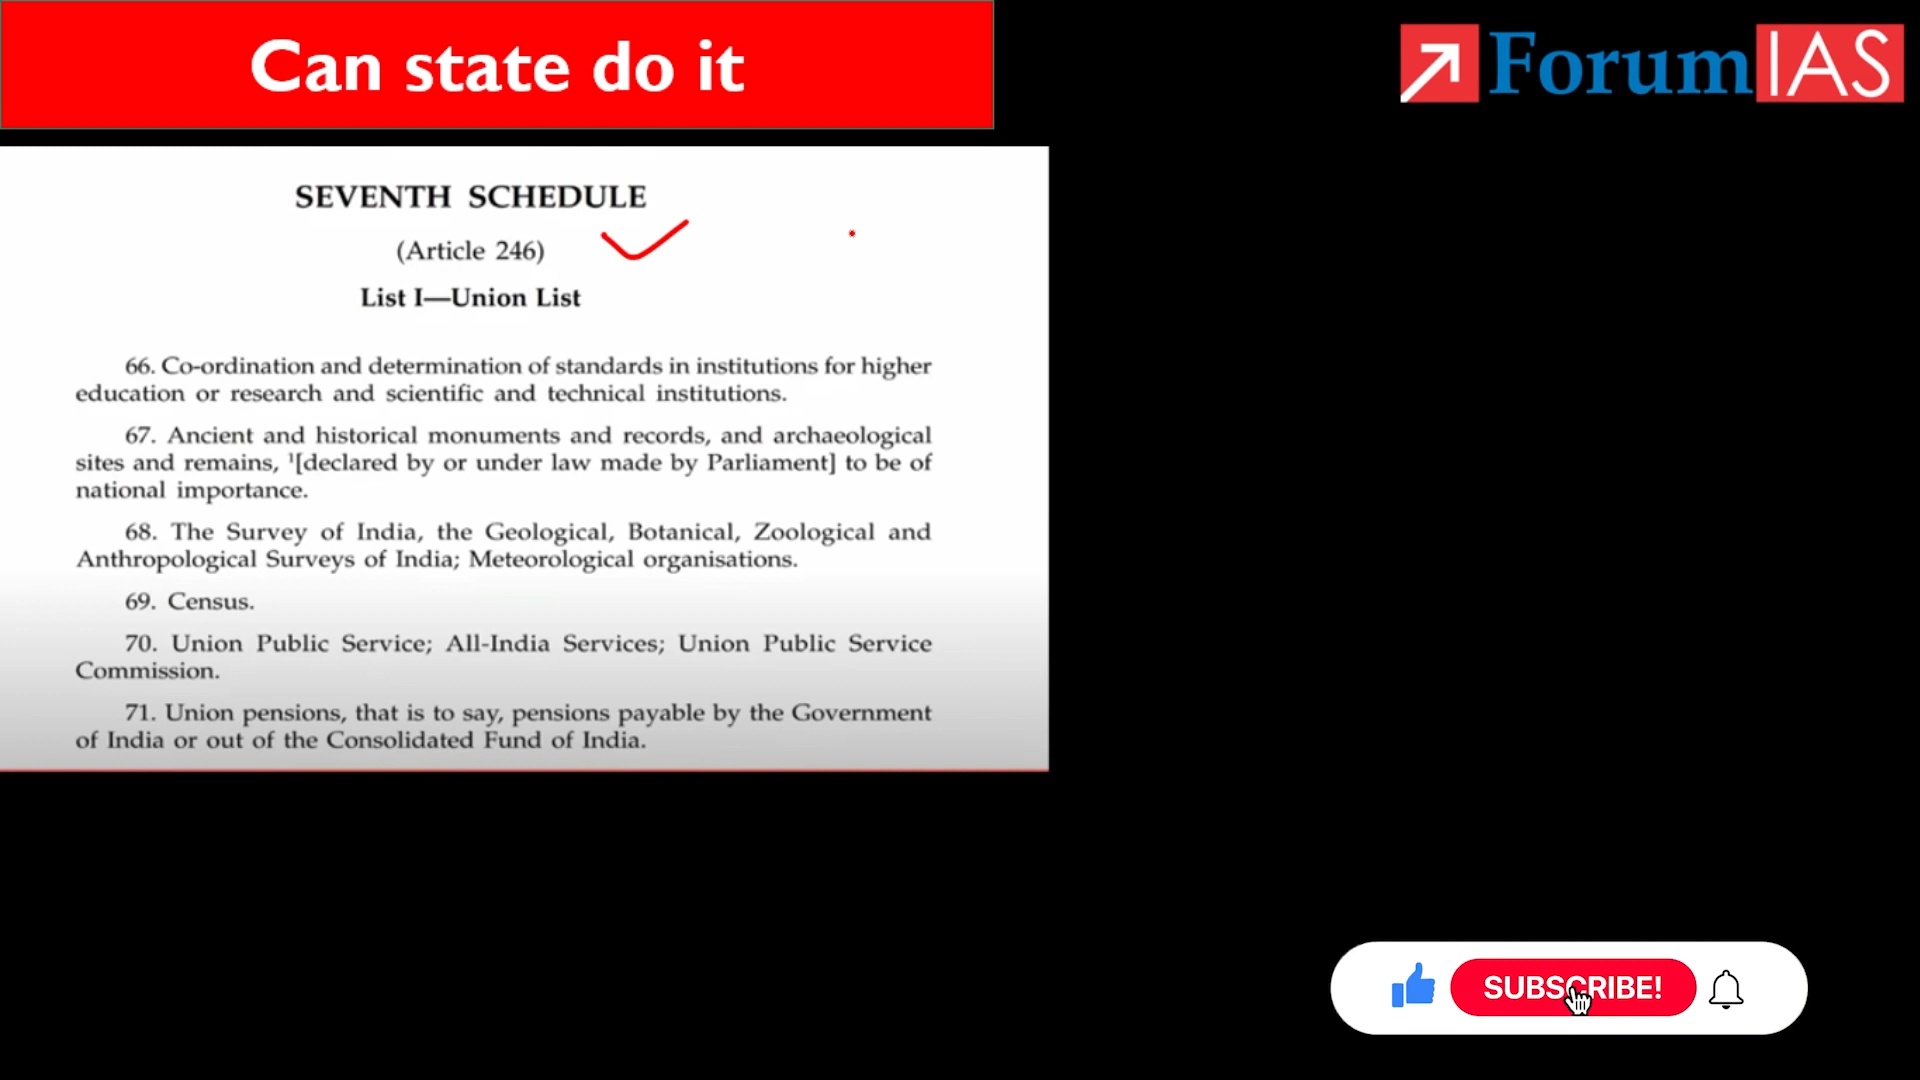 Can state do it
ForumIAS
SEVENTH SCHEDULE
(Article 246)
List I—Union List
66. Co-ordination and determination of standards in institutions for higher
education or research and scientific and technical institutions.
67. Ancient and historical monuments and records, and archaeological
sites and remains, ¹[declared by or under law made by Parliament] to be of
national importance.
68. The Survey of India, the Geological, Botanical, Zoological and
Anthropological Surveys of India; Meteorological organisations.
69. Census.
70. Union Public Service; All-India Services; Union Public Service
Commission.
71. Union pensions, that is to say, pensions payable by the Government
of India or out of the Consolidated Fund of India.
SUBSCRIBE!